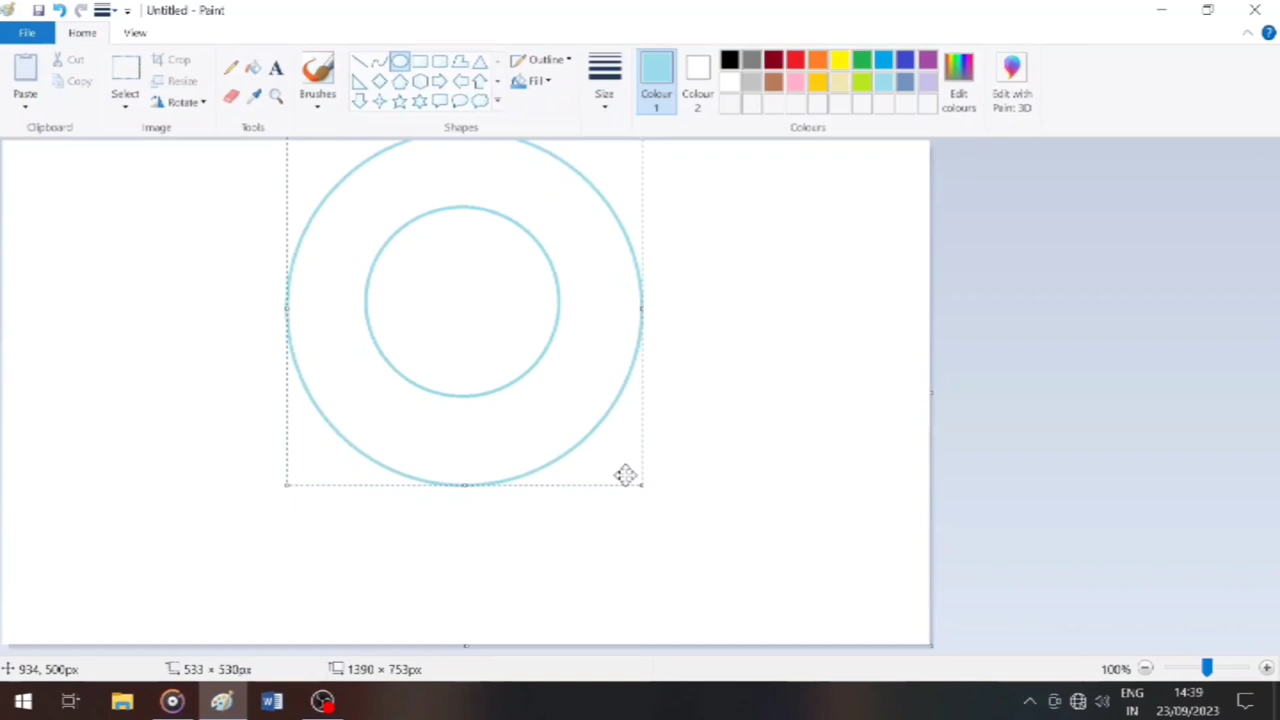 Untitled - Paint
File Home View
Paste
Cut
Copy
Clipboard
Select
Crop
Resize
Rotate
Image
A
Tools
Brushes
Shapes
Outline
Fill
Size
Colour 1
Colour 2
Edit colours
Colours
Edit with Paint 3D
934, 500px
533 × 530px
1390 × 753px
100%
ENG
IN
14:39
23/09/2023